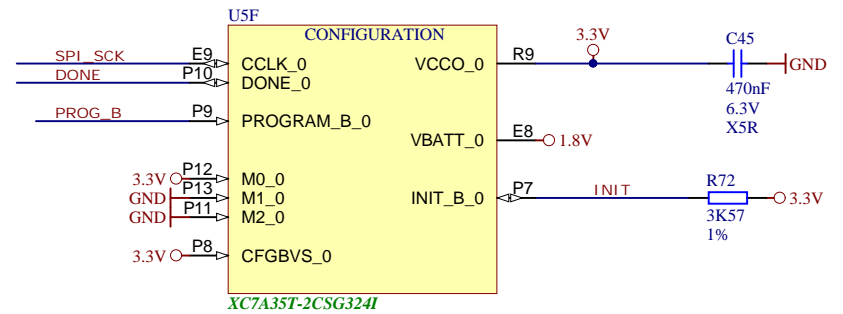 U5F
CONFIGURATION
SPI_SCK E9 CCLK_0
DONE P10 DONE_0
PROG_B P9 PROGRAM_B_0
3.3V P12 M0_0
GND P13 M1_0
GND P11 M2_0
3.3V P8 CFGBVS_0
VCCO_0 R9 3.3V
C45
GND
470nF
6.3V
X5R
VBATT_0 E8 1.8V
INIT_B_0 P7 INIT R72 3.3V
3K57
1%
XC7A35T-2CSG324I